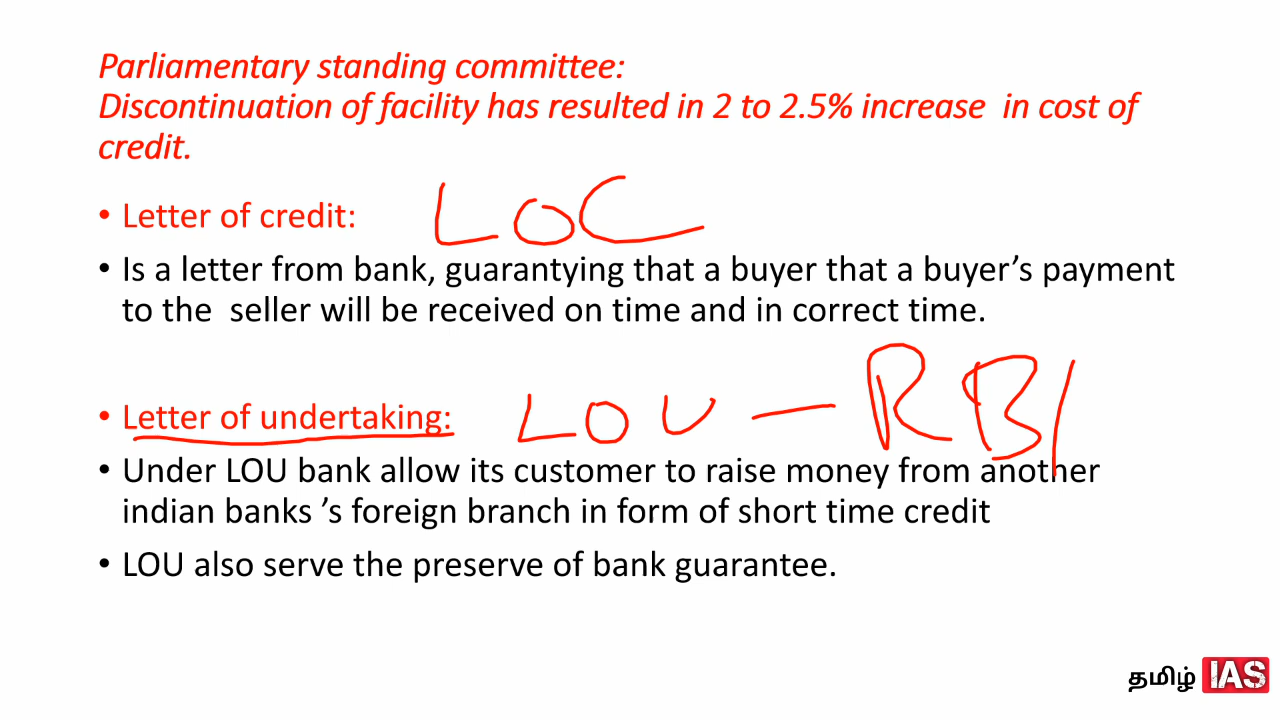 Parliamentary standing committee:
Discontinuation of facility has resulted in 2 to 2.5% increase in cost of
credit.
• Letter of credit: LOC
• Is a letter from bank, guarantying that a buyer that a buyer’s payment
to the seller will be received on time and in correct time.
• Letter of undertaking: LOU — RBI
• Under LOU bank allow its customer to raise money from another
indian banks ’s foreign branch in form of short time credit
• LOU also serve the preserve of bank guarantee.
தமிழ் IAS